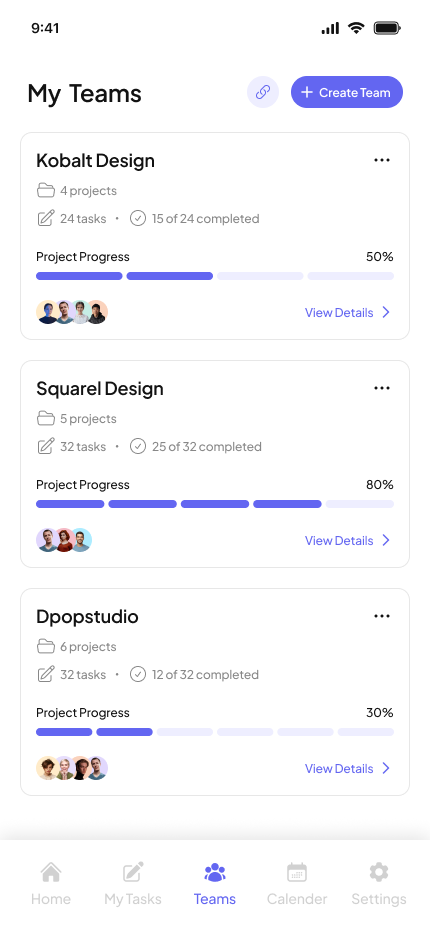 9:41
My Teams
+ Create Team
Kobalt Design
4 projects
24 tasks • 15 of 24 completed
Project Progress 50%
View Details
Squarel Design
5 projects
32 tasks • 25 of 32 completed
Project Progress 80%
View Details
Dpopstudio
6 projects
32 tasks • 12 of 32 completed
Project Progress 30%
View Details
Home My Tasks Teams Calender Settings